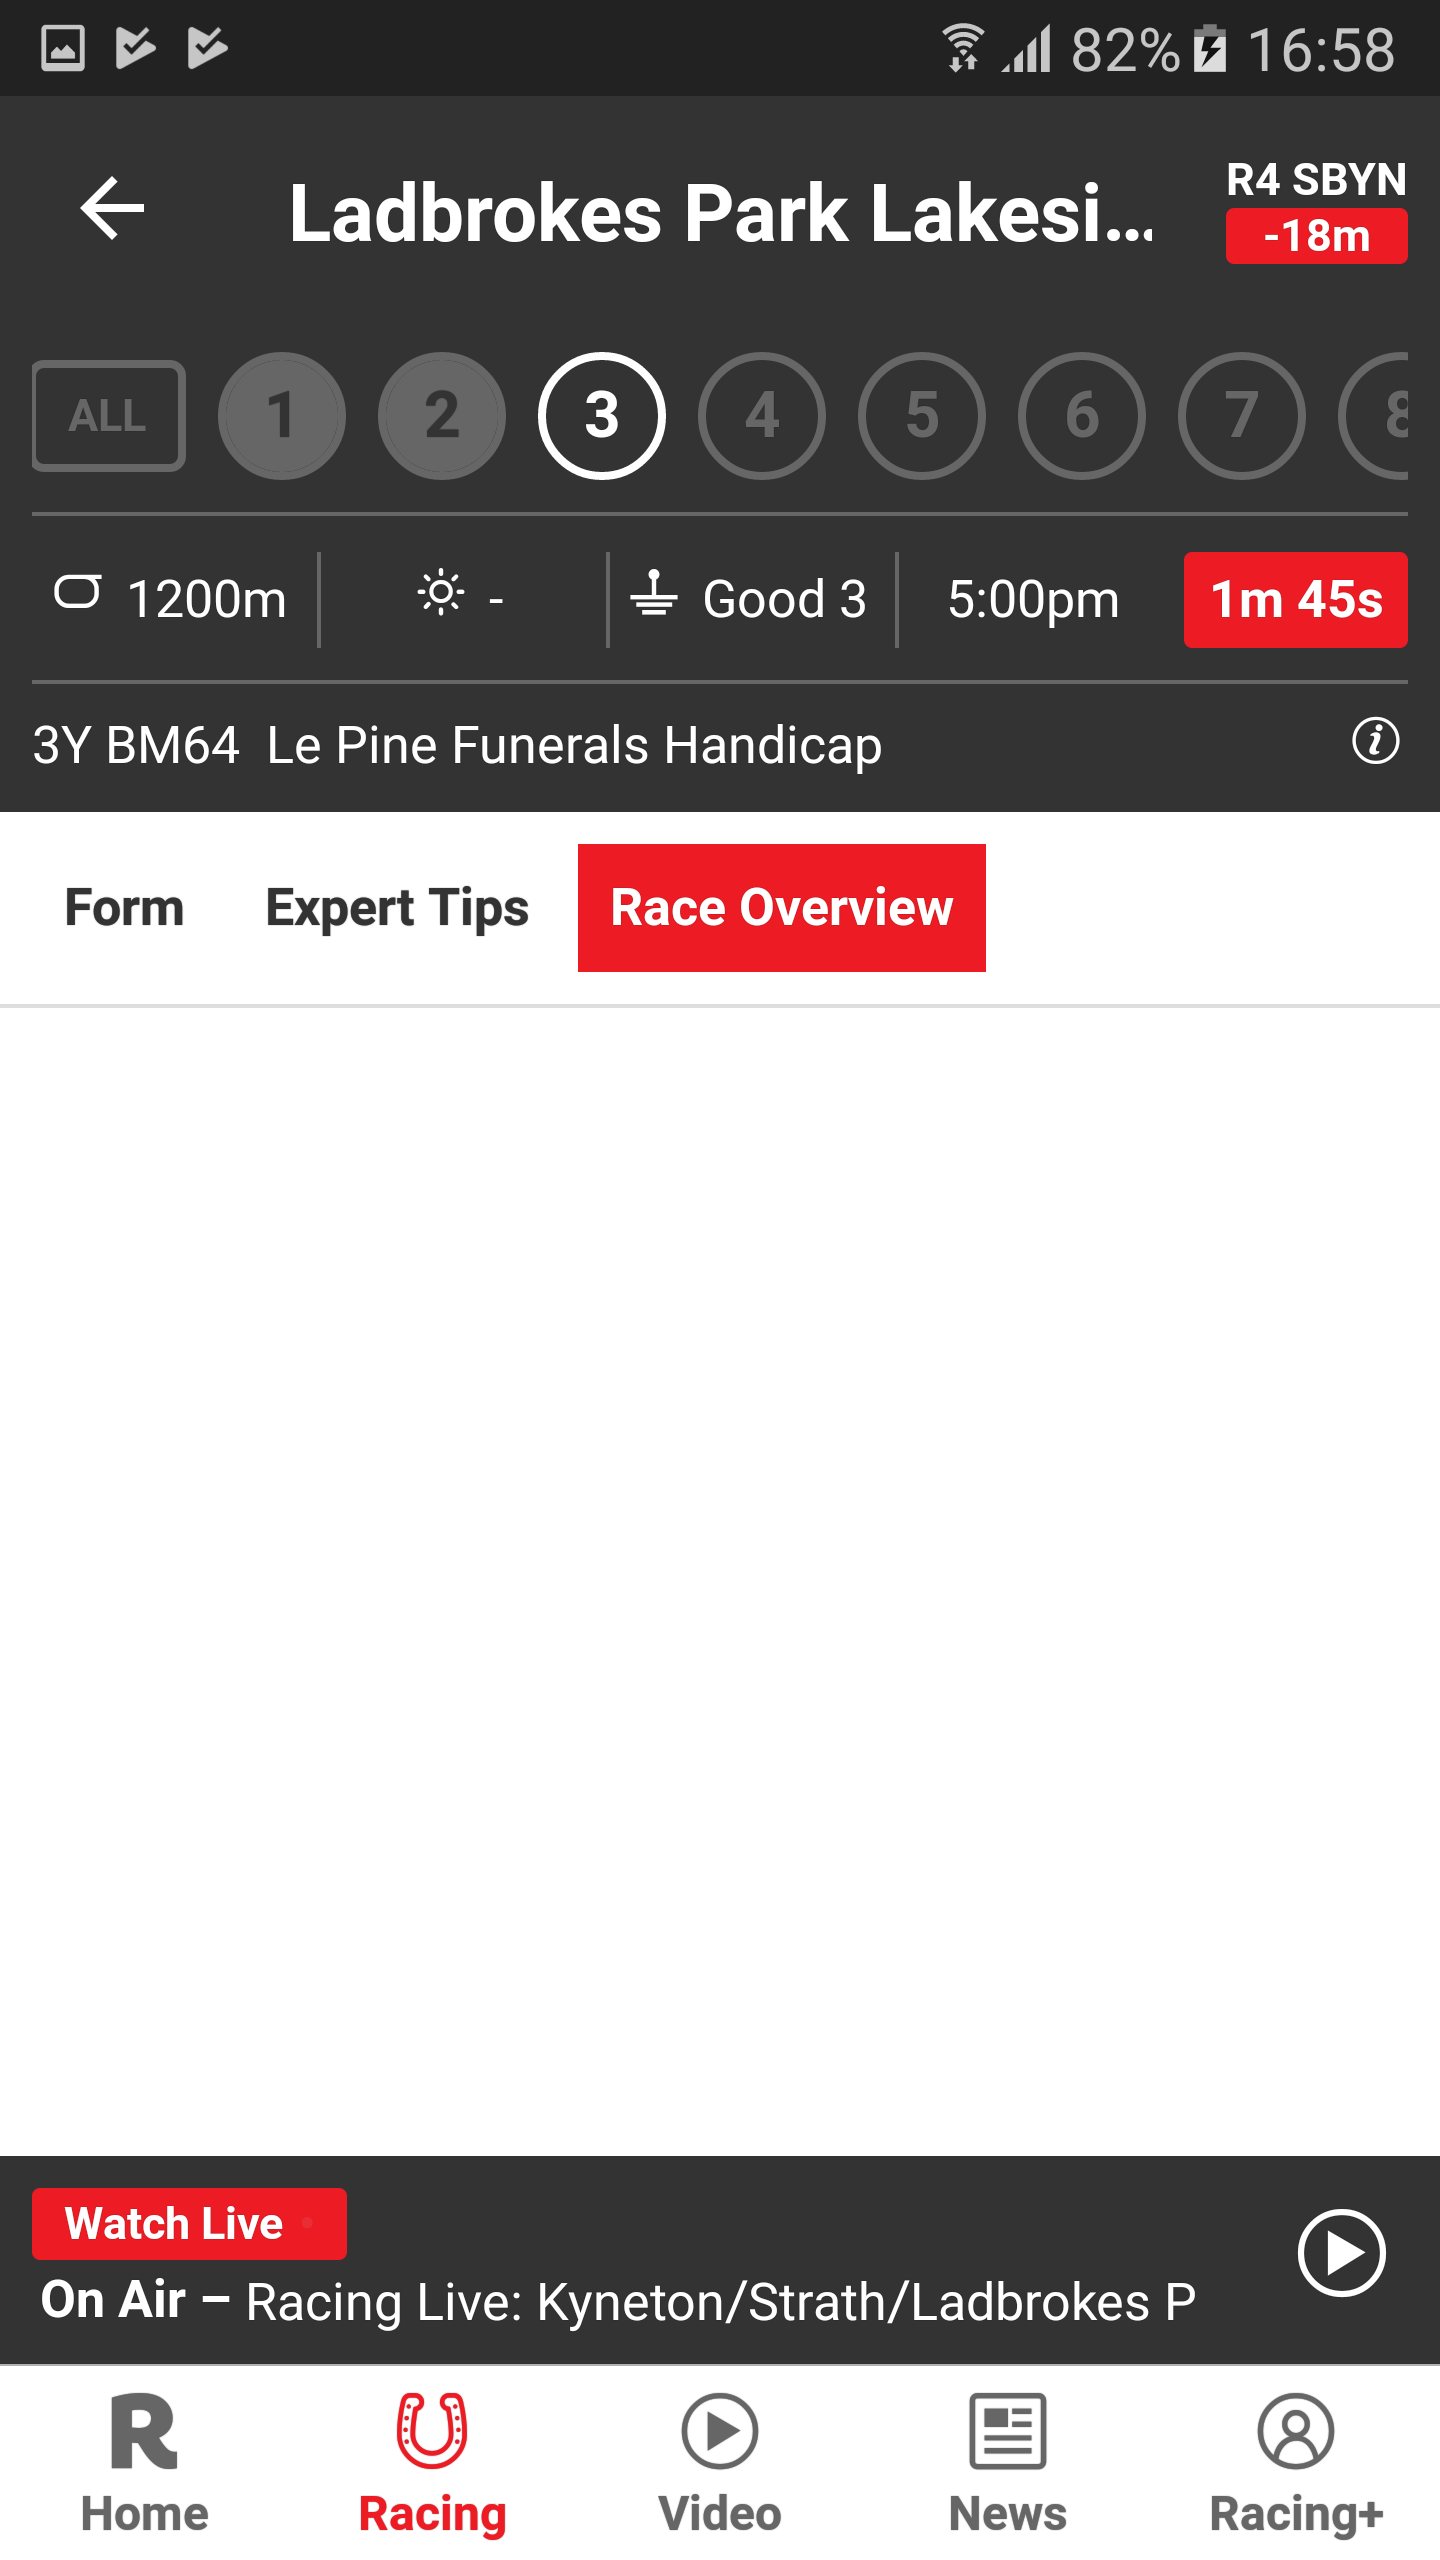 82% 16:58
Ladbrokes Park Lakesi...
R4 SBYN
-18m
ALL 1 2 3 4 5 6 7 8
1200m - Good 3 5:00pm 1m 45s
3Y BM64 Le Pine Funerals Handicap
Form Expert Tips Race Overview
Watch Live
On Air – Racing Live: Kyneton/Strath/Ladbrokes P
Home Racing Video News Racing+